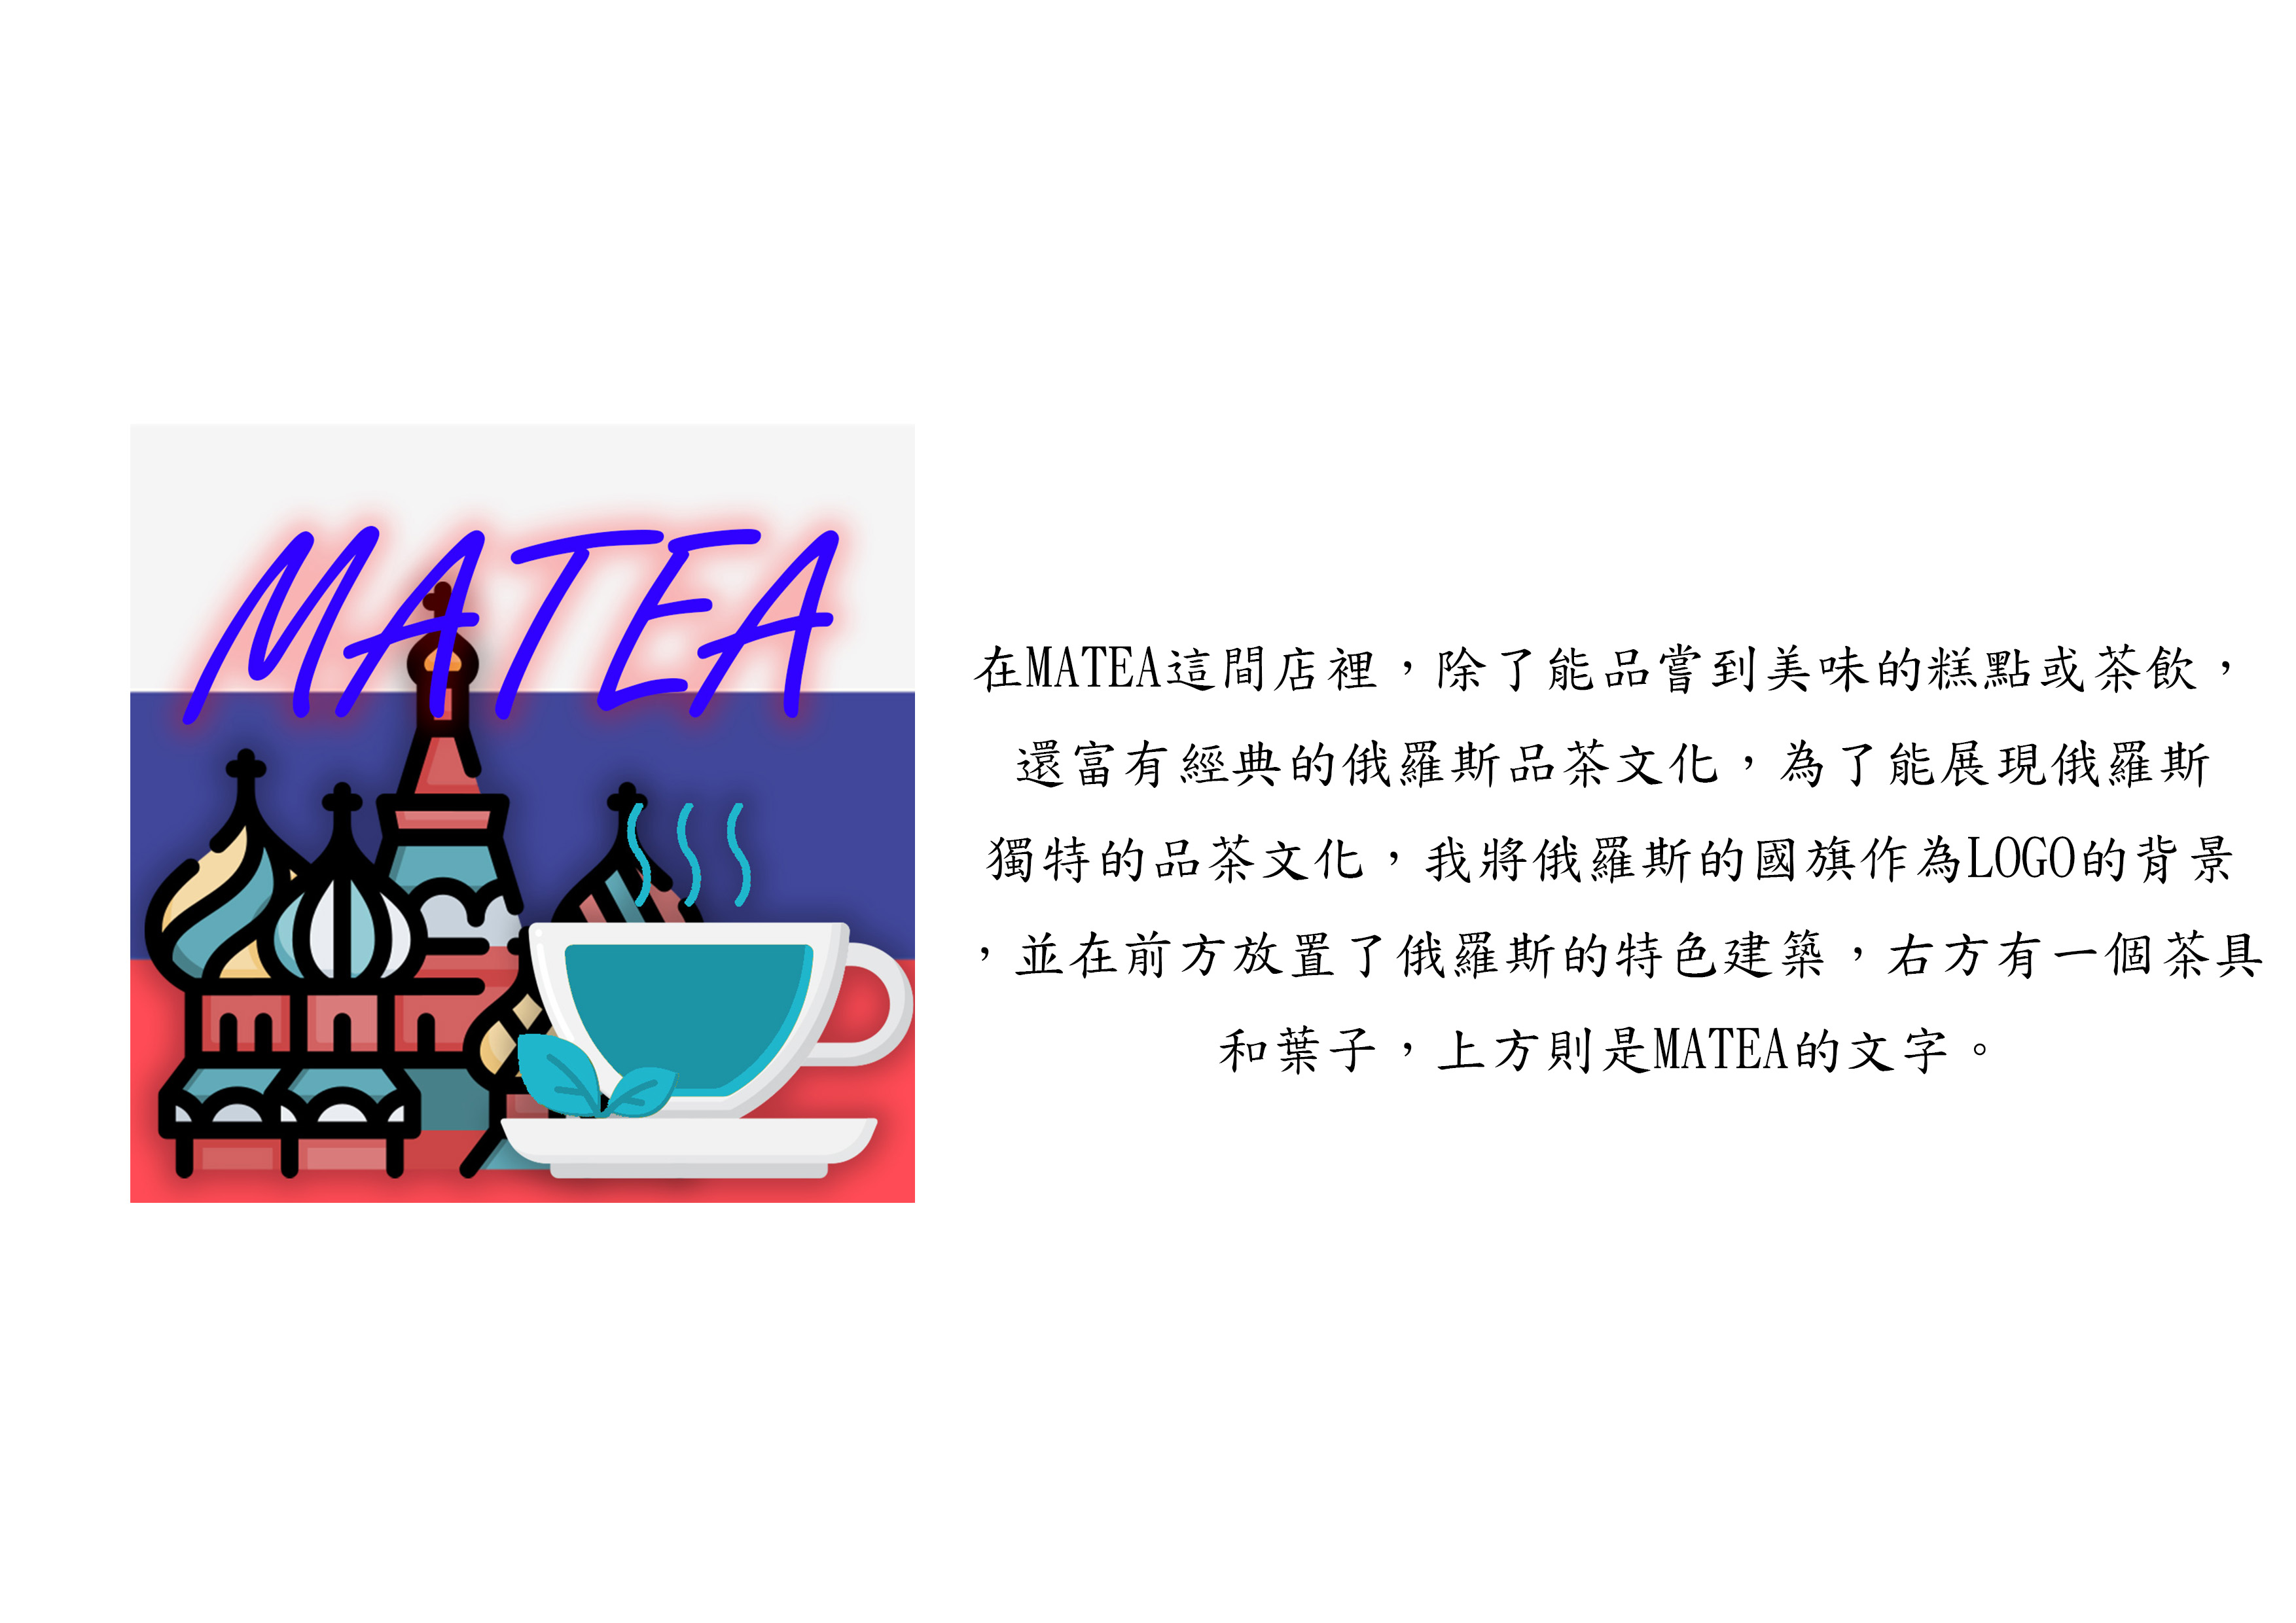 MATEA
在MATEA這間店裡，除了能品嘗到美味的糕點或茶飲，
還富有經典的俄羅斯品茶文化，為了能展現俄羅斯
獨特的品茶文化，我將俄羅斯的國旗作為LOGO的背景
，並在前方放置了俄羅斯的特色建築，右方有一個茶具
和葉子，上方則是MATEA的文字。